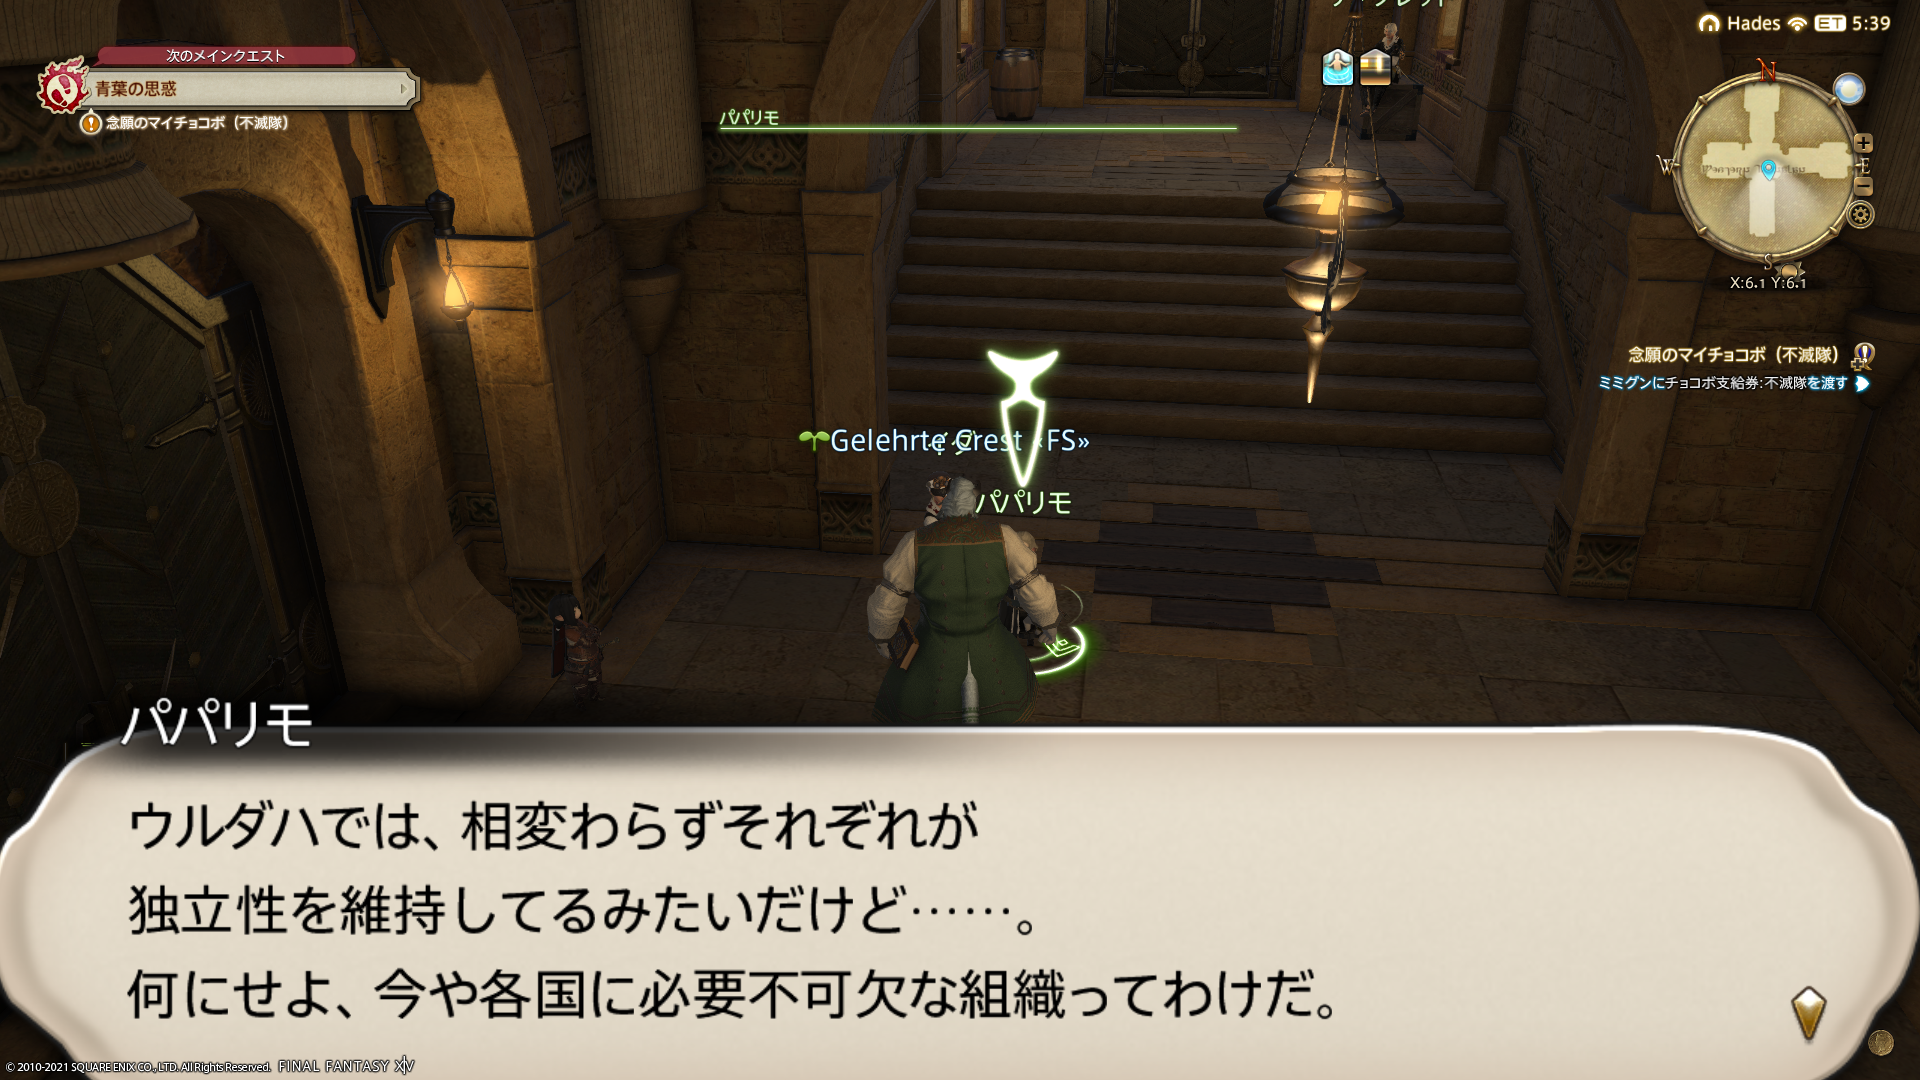 次のメインクエスト
青葉の思惑
念願のマイチョコボ（不滅隊）
パパリモ
Hades
ET 5:39
N
W
E
S
X:6.1 Y:6.1
念願のマイチョコボ（不滅隊）
ミミグンにチョコボ支給券:不滅隊を渡す
Gelehrte Crest «FS»
パパリモ
パパリモ
ウルダハでは、相変わらずそれぞれが
独立性を維持してるみたいだけど……。
何にせよ、今や各国に必要不可欠な組織ってわけだ。
© 2010-2021 SQUARE ENIX CO., LTD. All Rights Reserved. FINAL FANTASY XIV